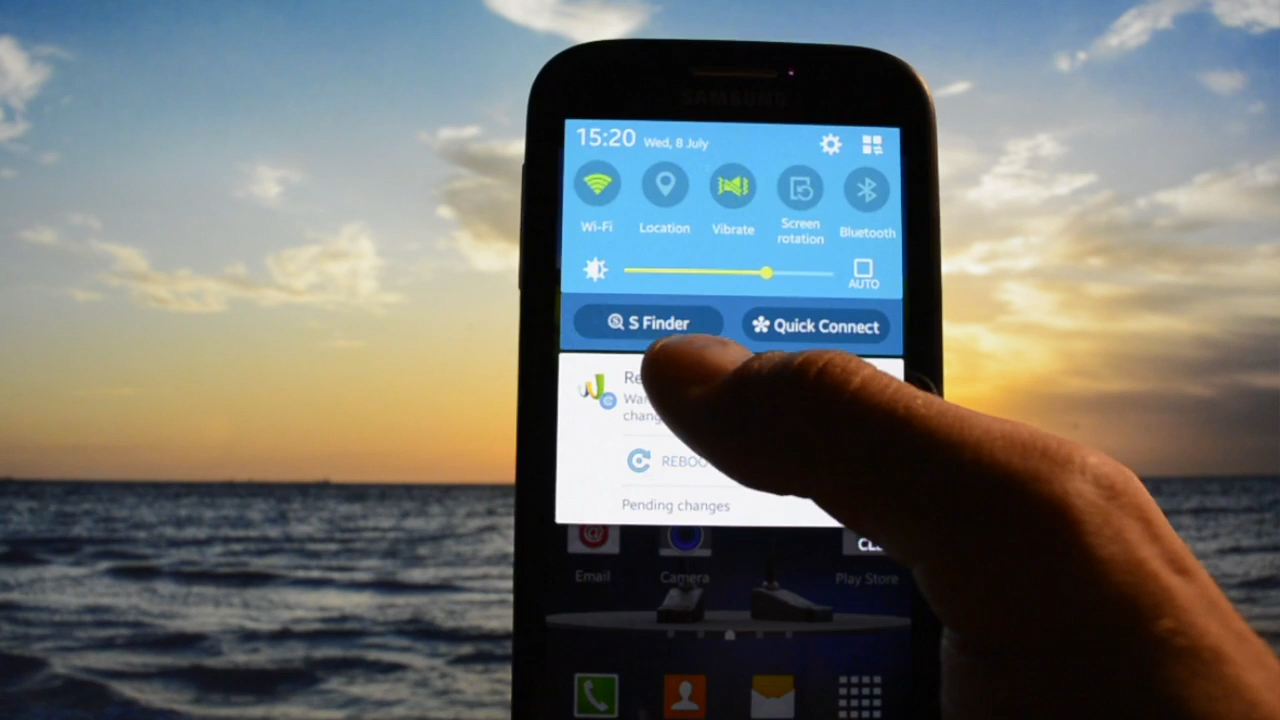 SAMSUNG
15:20 Wed, 8 July
Wi-Fi Location Vibrate Screen rotation Bluetooth
AUTO
S Finder Quick Connect
Pending changes
Email Camera Play Store